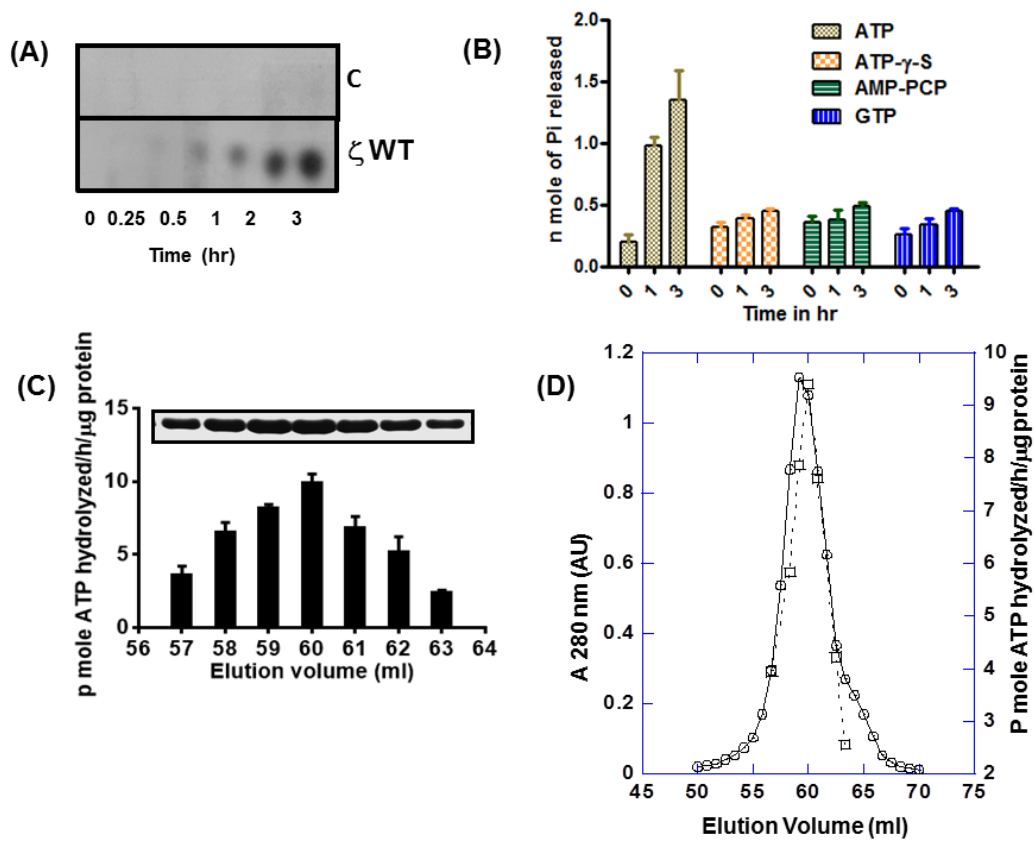 (A)
C
ζ WT
0 0.25 0.5 1 2 3
Time (hr)
(B)
n mole of Pi released
2.0
1.5
1.0
0.5
0.0
ATP
ATP-γ-S
AMP-PCP
GTP
0 1 3 0 1 3 0 1 3 0 1 3
Time in hr
(C)
p mole ATP hydrolyzed/h/μg protein
15
10
5
0
56 57 58 59 60 61 62 63 64
Elution volume (ml)
(D)
A 280 nm (AU)
1.2
1
0.8
0.6
0.4
0.2
0
P mole ATP hydrolyzed/h/μg protein
10
9
8
7
6
5
4
3
2
45 50 55 60 65 70 75
Elution Volume (ml)